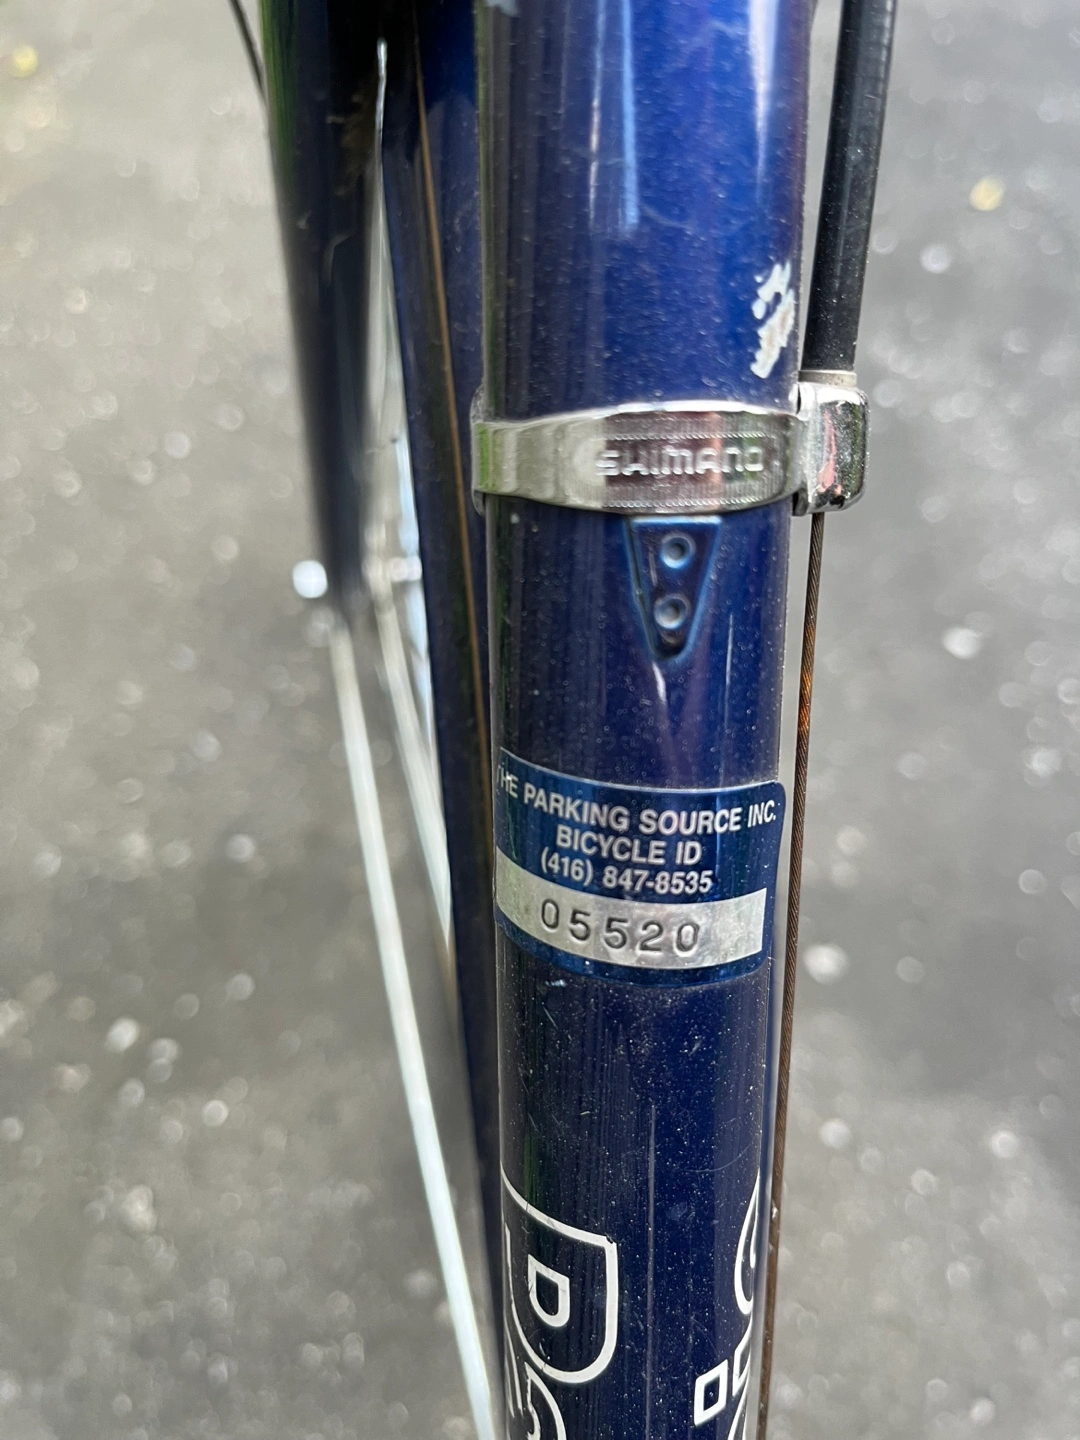 SHIMANO
THE PARKING SOURCE INC.
BICYCLE ID
(416) 847-8535
05520